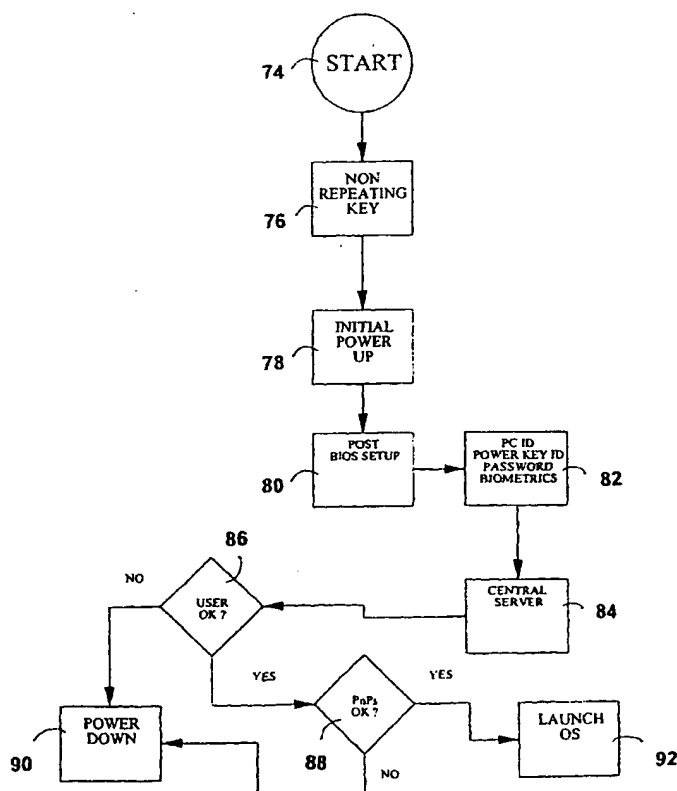 START
74
NON
REPEATING
KEY
76
INITIAL
POWER
UP
78
POST
BIOS SETUP
80
PC ID
POWER KEY ID
PASSWORD
BIOMETRICS
82
86
NO
USER
OK ?
CENTRAL
SERVER
84
YES
PnPs
OK ?
YES
POWER
DOWN
90
88
LAUNCH
OS
92
NO